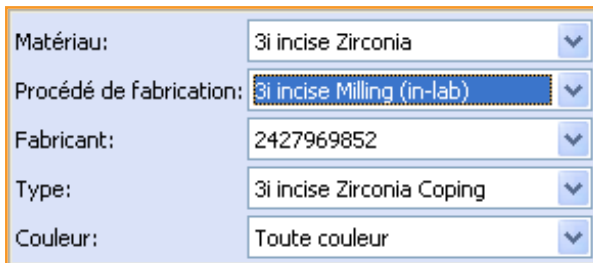 Matériau: 3i incise Zirconia
Procédé de fabrication: 3i incise Milling (in-lab)
Fabricant: 2427969852
Type: 3i incise Zirconia Coping
Couleur: Toute couleur